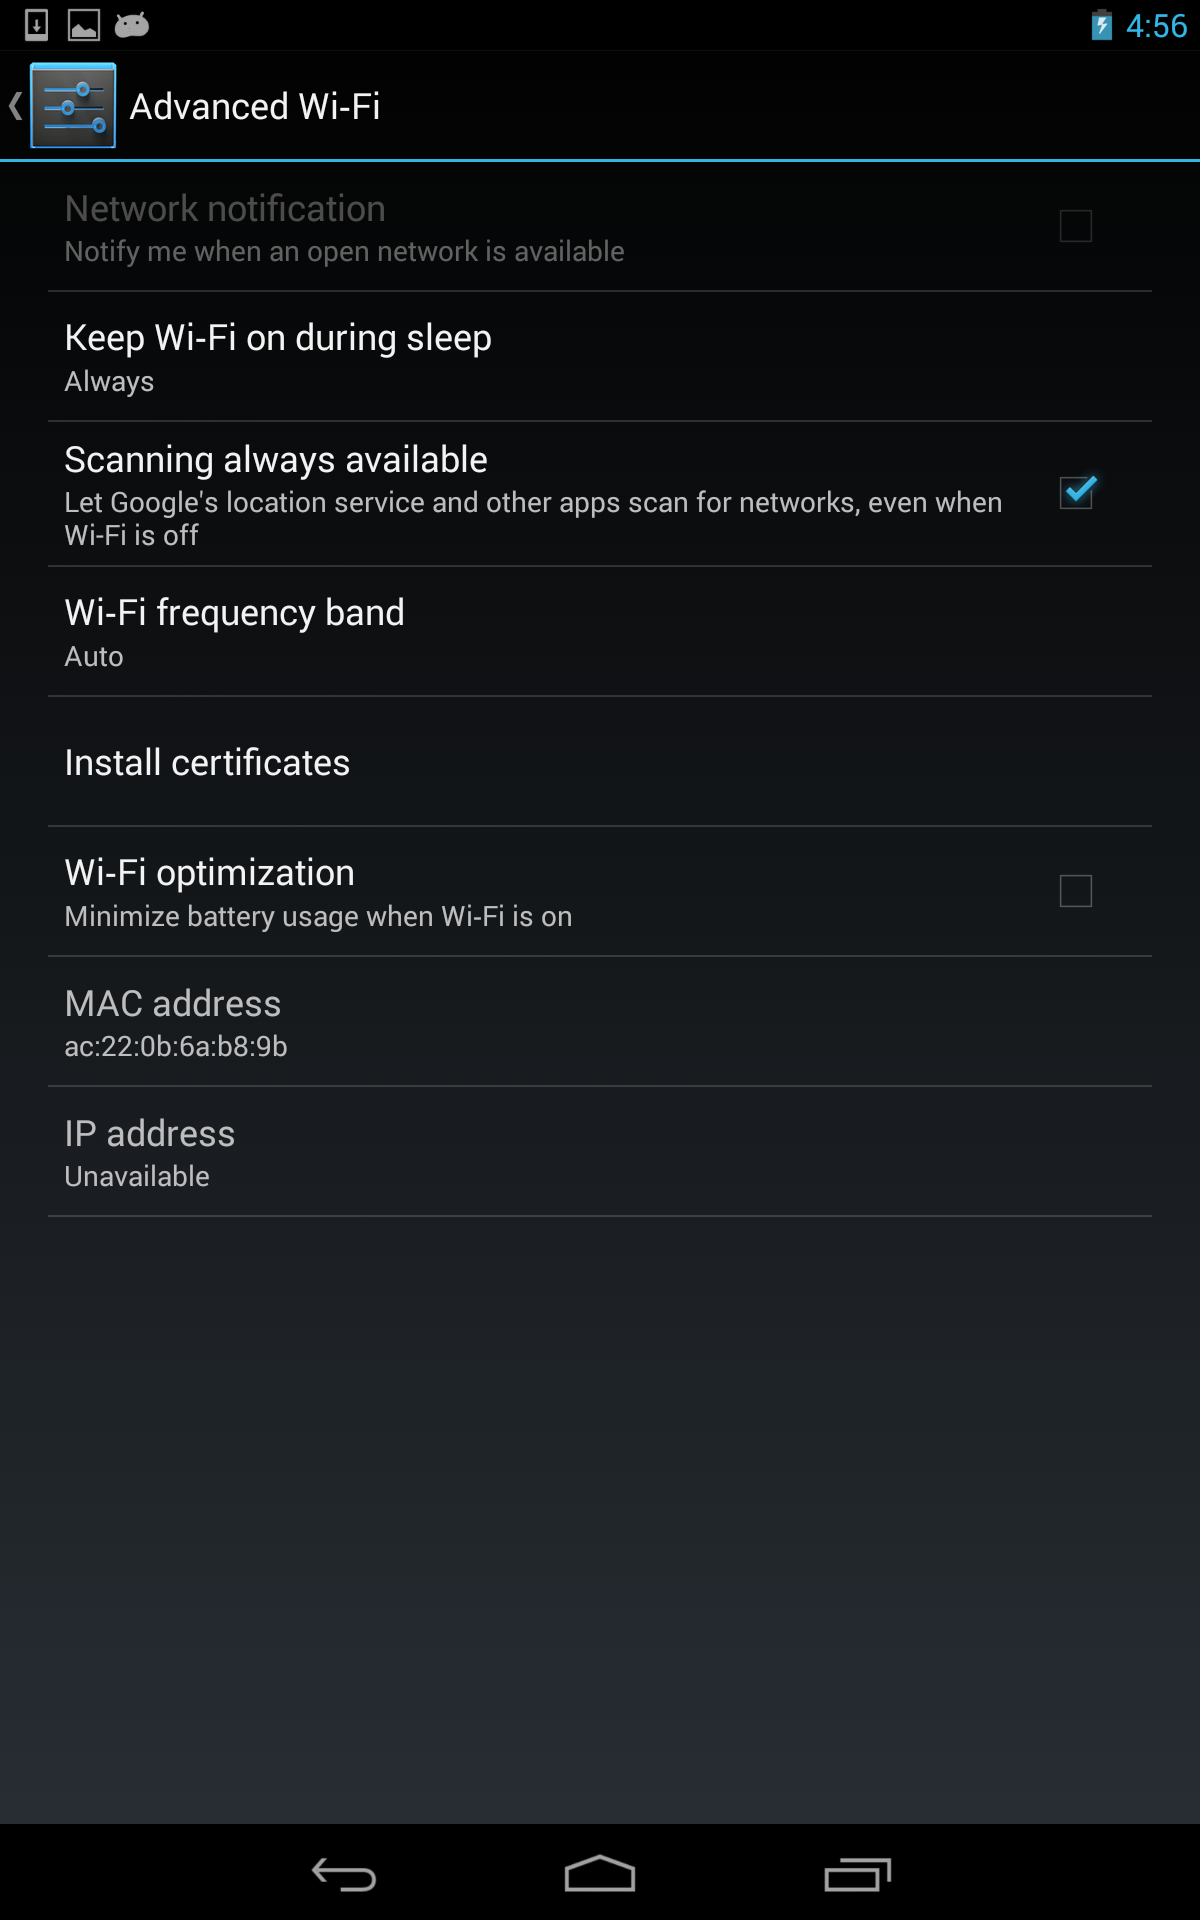 4:56
Advanced Wi-Fi
Network notification
Notify me when an open network is available
Keep Wi-Fi on during sleep
Always
Scanning always available
Let Google's location service and other apps scan for networks, even when
Wi-Fi is off
Wi-Fi frequency band
Auto
Install certificates
Wi-Fi optimization
Minimize battery usage when Wi-Fi is on
MAC address
ac:22:0b:6a:b8:9b
IP address
Unavailable